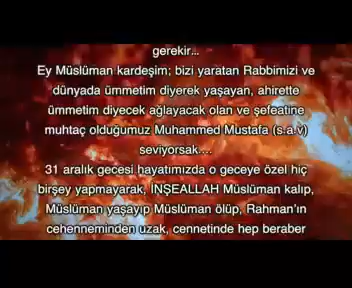 gerekir...
Ey Müslüman kardeşim; bizi yaratan Rabbimizi ve
dünyada ümmetim diyerek yaşayan, ahirette
ümmetim diyecek ağlayacak olan ve şefeatine
muhtaç olduğumuz Muhammed Mustafa (s.a.v)
seviyorsak....
31 aralık gecesi hayatımızda o geceye özel hiç
birşey yapmayarak, İNŞEALLAH Müslüman kalıp,
Müslüman yaşayıp Müslüman ölüp, Rahman'ın
cehenneminden uzak, cennetinde hep beraber